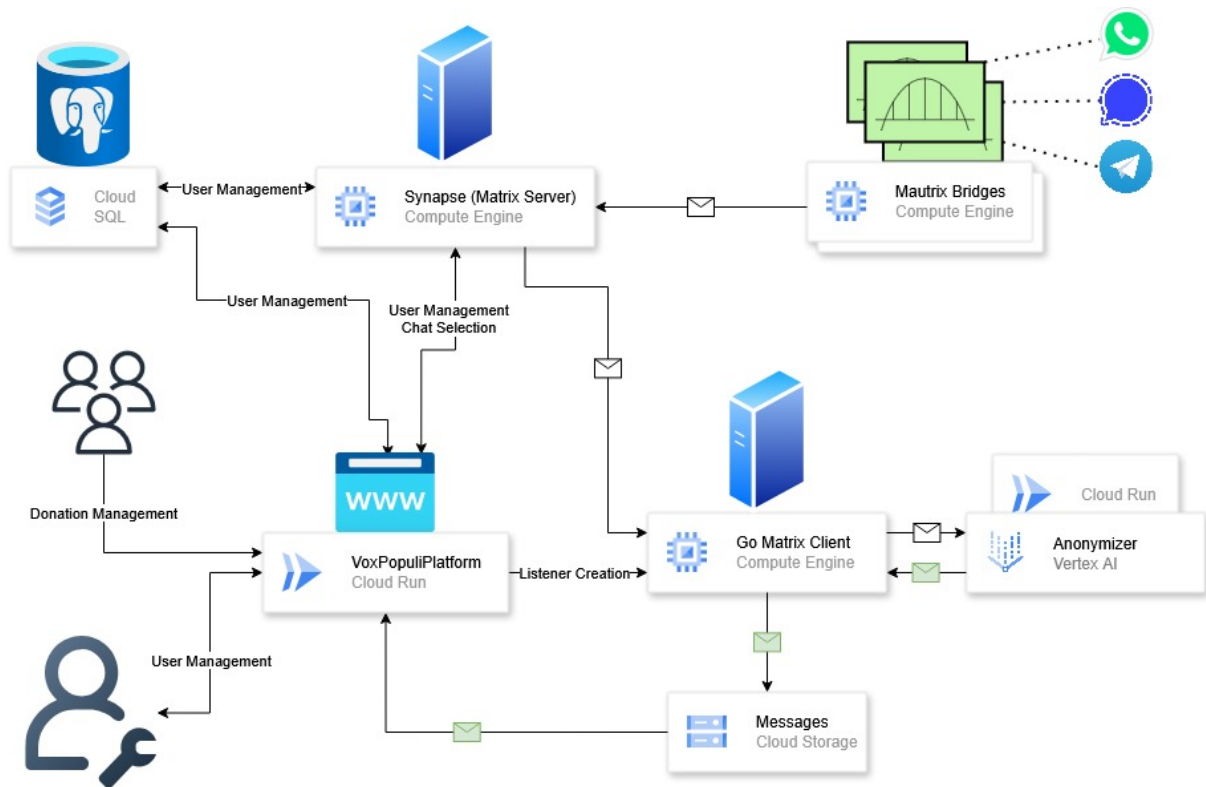 Cloud
SQL
User Management
Synapse (Matrix Server)
Compute Engine
Mautrix Bridges
Compute Engine
User Management
User Management
Chat Selection
Donation Management
WWW
VoxPopuliPlatform
Cloud Run
Listener Creation
Go Matrix Client
Compute Engine
Cloud Run
Anonymizer
Vertex AI
User Management
Messages
Cloud Storage